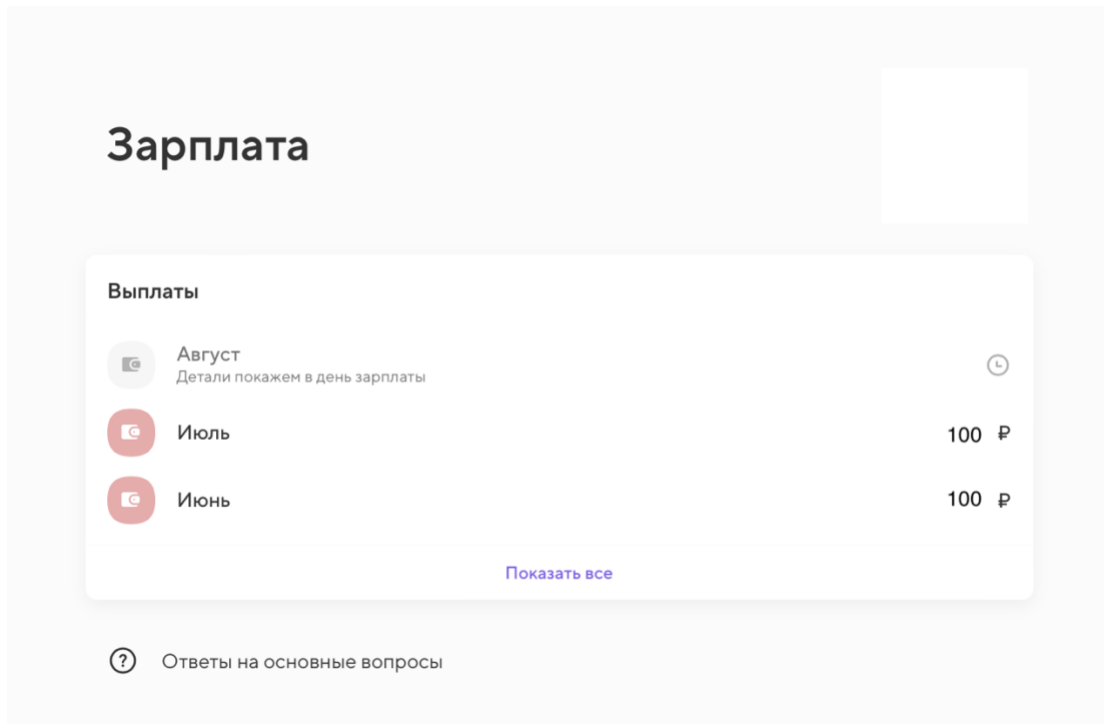 Зарплата
Выплаты
Август
Детали покажем в день зарплаты
Июль 100 ₽
Июнь 100 ₽
Показать все
Ответы на основные вопросы